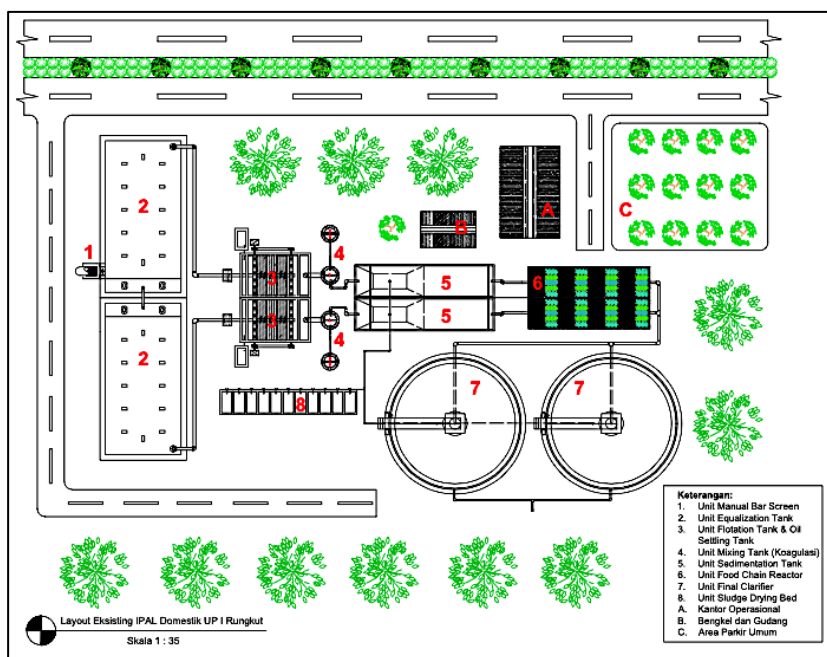 A
2
C
B
1
4
6
3
5
3
5
4
2
7
7
8
Keterangan:
1. Unit Manual Bar Screen
2. Unit Equalization Tank
3. Unit Flotation Tank & Oil
Settling Tank
4. Unit Mixing Tank (Koagulasi)
5. Unit Sedimentation Tank
6. Unit Food Chain Reactor
7. Unit Final Clarifier
8. Unit Sludge Drying Bed
A. Kantor Operasional
B. Bengkel dan Gudang
C. Area Parkir Umum
Layout Eksisting IPAL Domestik UP I Rungkut
Skala 1 : 35